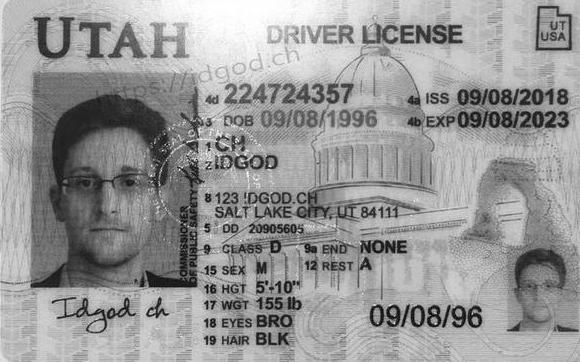 UTAH
DRIVER LICENSE
UT
USA
https://idgod.ch
4d 224724357
4a ISS 09/08/2018
3 DOB 09/08/1996
4b EXP 09/08/2023
1 CH
2 IDGOD
8 123 IDGOD.CH
SALT LAKE CITY, UT 84111
5 DD 20905605
9 CLASS D 9a END NONE
15 SEX M 12 REST A
16 HGT 5'-10"
17 WGT 155 lb
18 EYES BRO
19 HAIR BLK
COMMISSIONER
OF PUBLIC SAFETY
Idgod ch
09/08/96